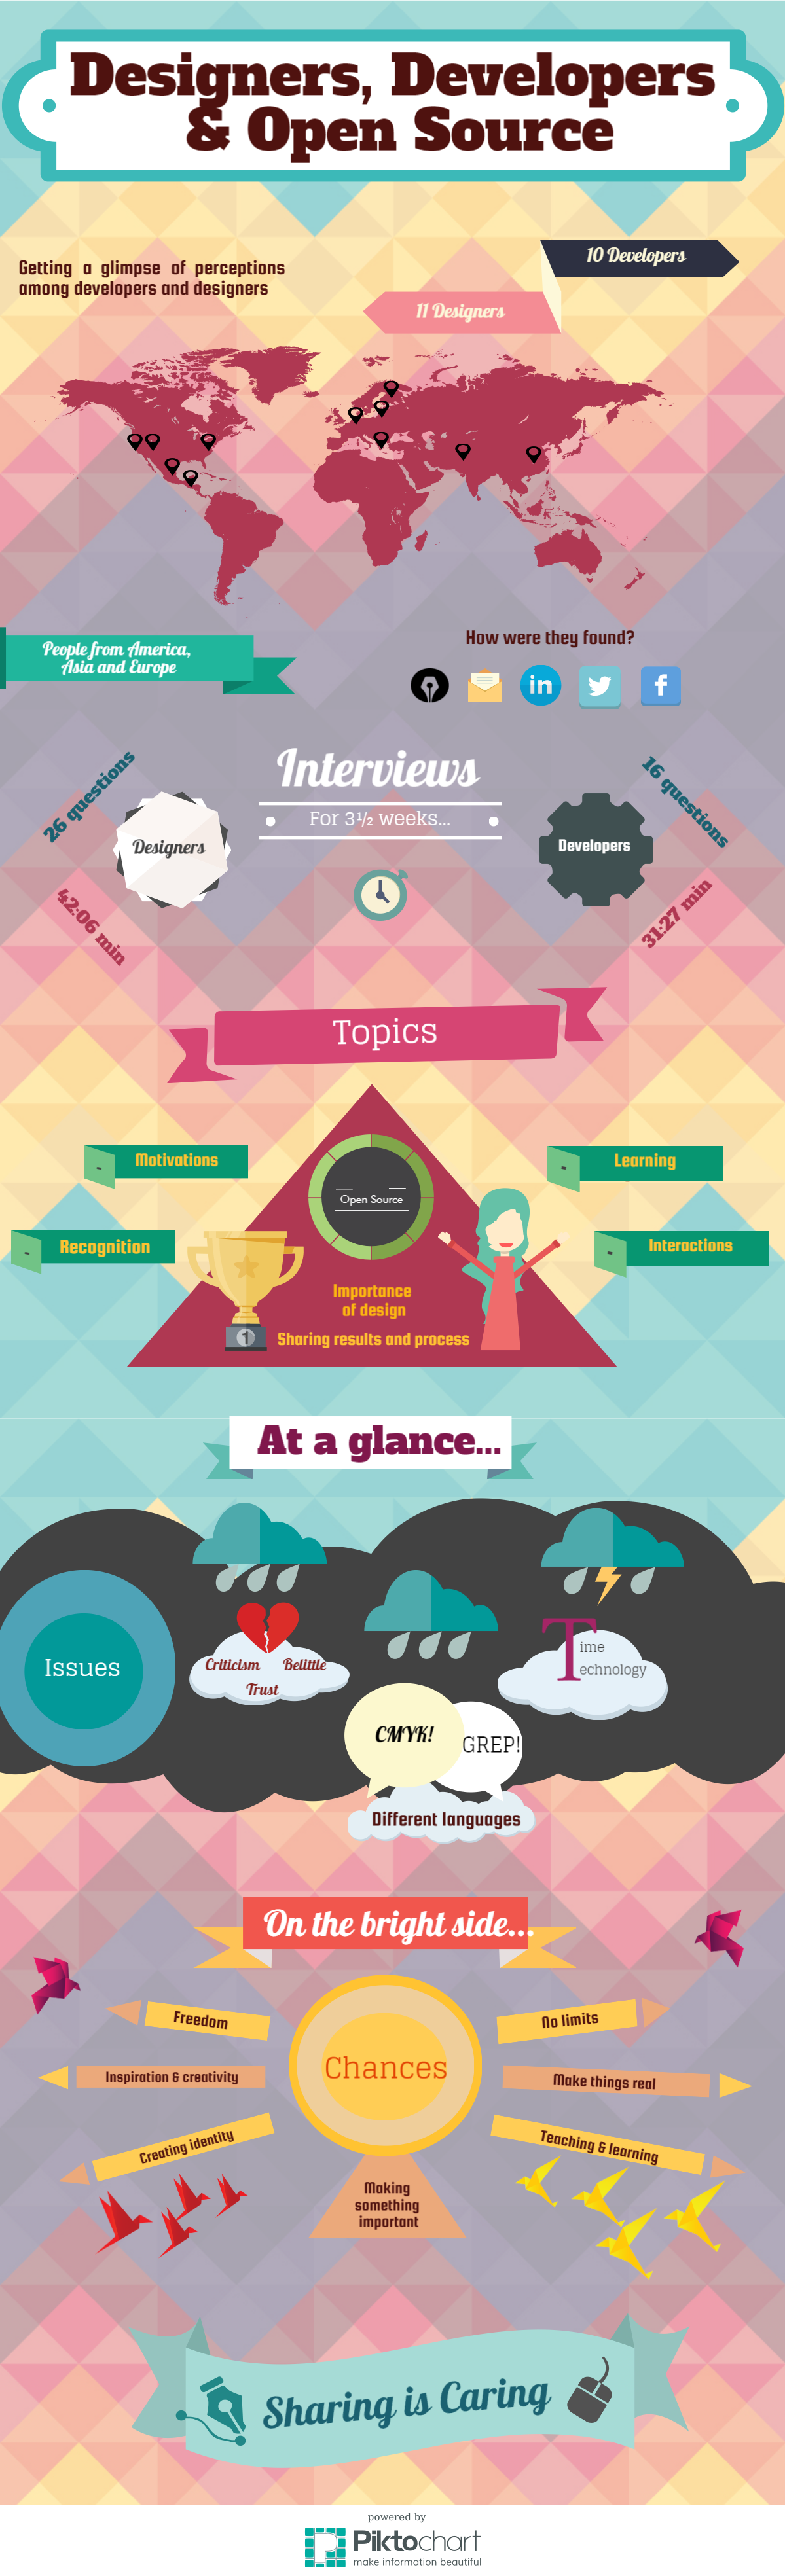 Designers, Developers
& Open Source
Getting a glimpse of perceptions
among developers and designers
10 Developers
11 Designers
People from America,
Asia and Europe
How were they found?
in
f
Interviews
For 3½ weeks...
26 questions
Designers
42:06 min
16 questions
Developers
31:27 min
Topics
Motivations
Recognition
Learning
Interactions
Open Source
1
Importance
of design
Sharing results and process
At a glance...
Issues
Criticism Belittle
Trust
Time
Technology
CMYK!
GREP!
Different languages
On the bright side...
Freedom
No limits
Inspiration & creativity
Make things real
Chances
Creating identity
Teaching & learning
Making
something
important
Sharing is Caring
powered by
Piktochart
make information beautiful